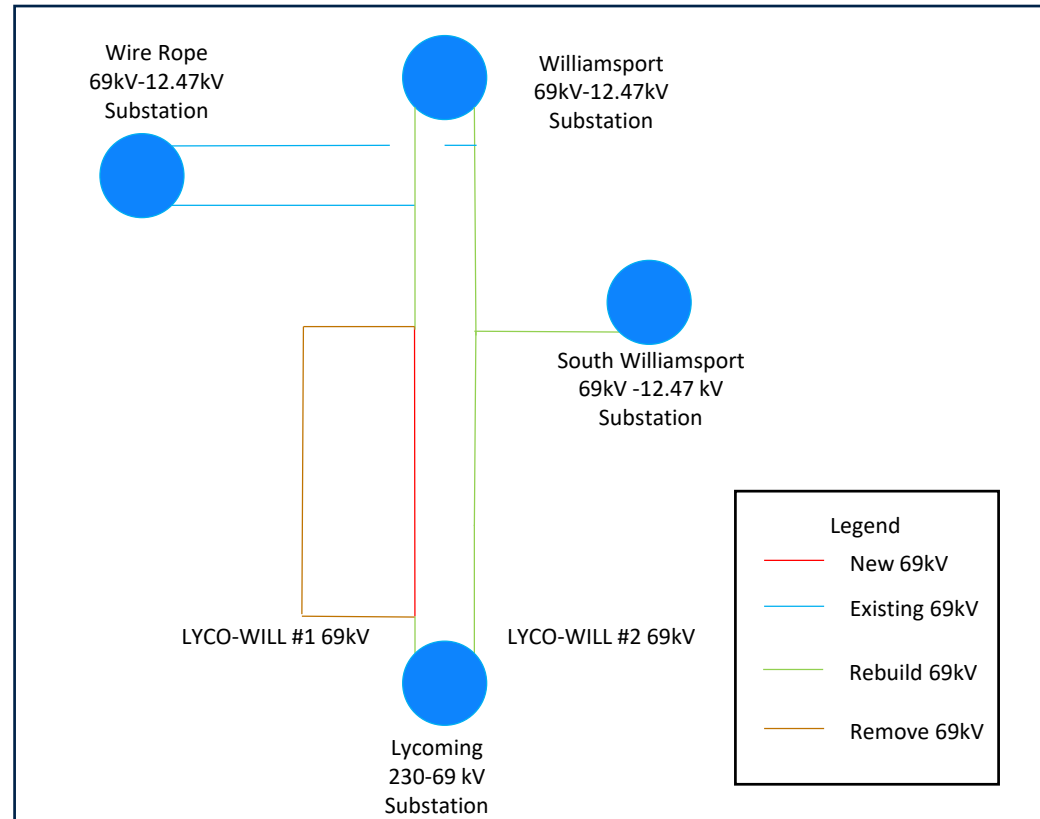 Wire Rope
69kV-12.47kV
Substation
Williamsport
69kV-12.47kV
Substation
South Williamsport
69kV -12.47 kV
Substation
LYCO-WILL #1 69kV
LYCO-WILL #2 69kV
Lycoming
230-69 kV
Substation
Legend
New 69kV
Existing 69kV
Rebuild 69kV
Remove 69kV